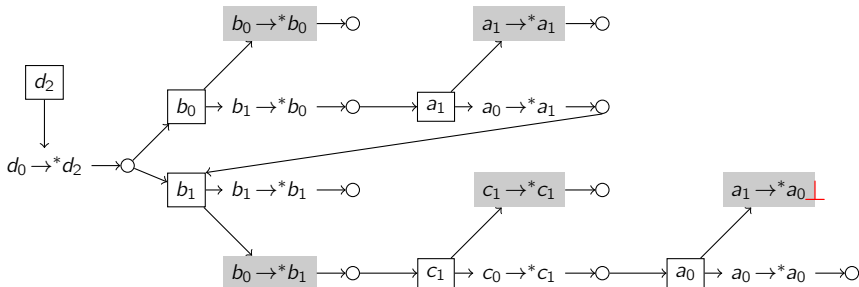 b₀ →* b₀ a₁ →* a₁
d₂
b₀ b₁ →* b₀ a₁ a₀ →* a₁
d₀ →* d₂
b₁ b₁ →* b₁ c₁ →* c₁ a₁ →* a₀ ⊥
b₀ →* b₁ c₁ c₀ →* c₁ a₀ a₀ →* a₀